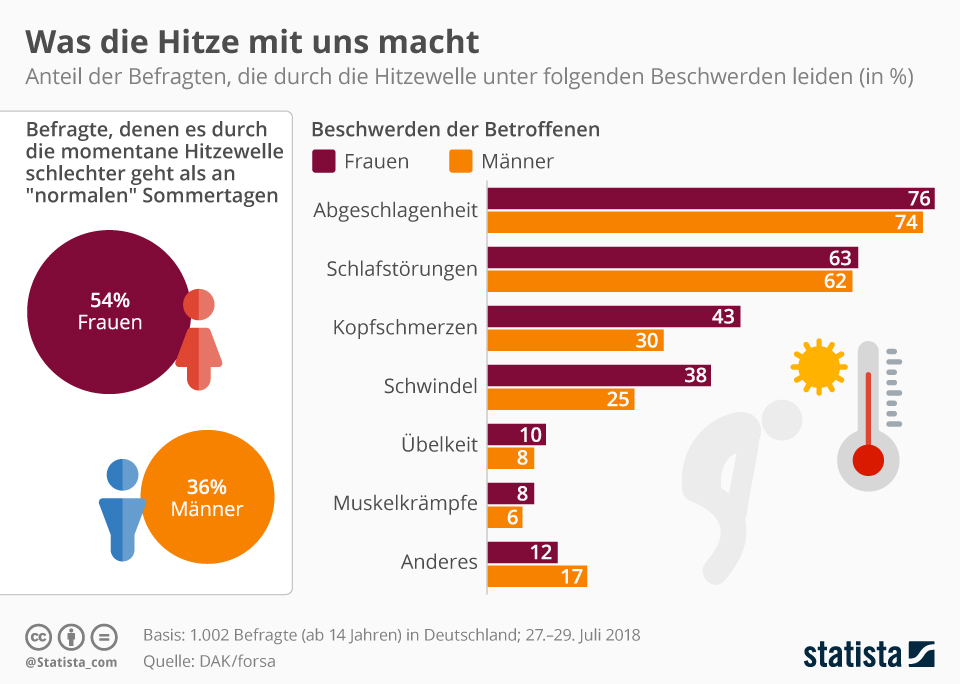 Was die Hitze mit uns macht
Anteil der Befragten, die durch die Hitzewelle unter folgenden Beschwerden leiden (in %)
Befragte, denen es durch
die momentane Hitzewelle
schlechter geht als an
"normalen" Sommertagen
54%
Frauen
36%
Männer
Beschwerden der Betroffenen
Frauen
Männer
Abgeschlagenheit
76
74
Schlafstörungen
63
62
Kopfschmerzen
43
30
Schwindel
38
25
Übelkeit
10
8
Muskelkrämpfe
8
6
Anderes
12
17
cc
@Statista_com
Basis: 1.002 Befragte (ab 14 Jahren) in Deutschland; 27.–29. Juli 2018
Quelle: DAK/forsa
statista